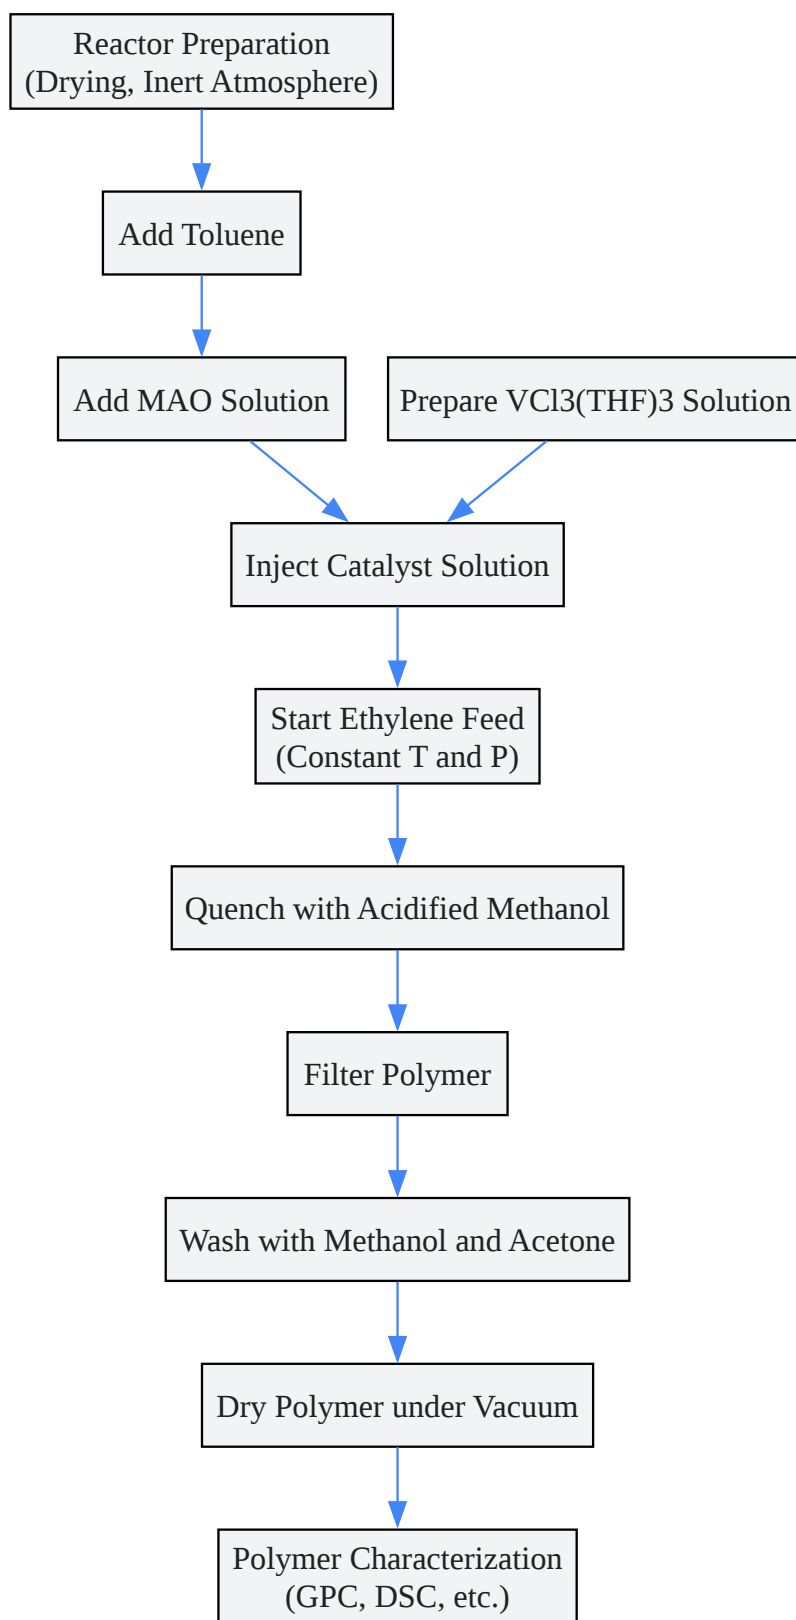 Reactor Preparation
(Drying, Inert Atmosphere)
Add Toluene
Add MAO Solution
Prepare VCl3(THF)3 Solution
Inject Catalyst Solution
Start Ethylene Feed
(Constant T and P)
Quench with Acidified Methanol
Filter Polymer
Wash with Methanol and Acetone
Dry Polymer under Vacuum
Polymer Characterization
(GPC, DSC, etc.)